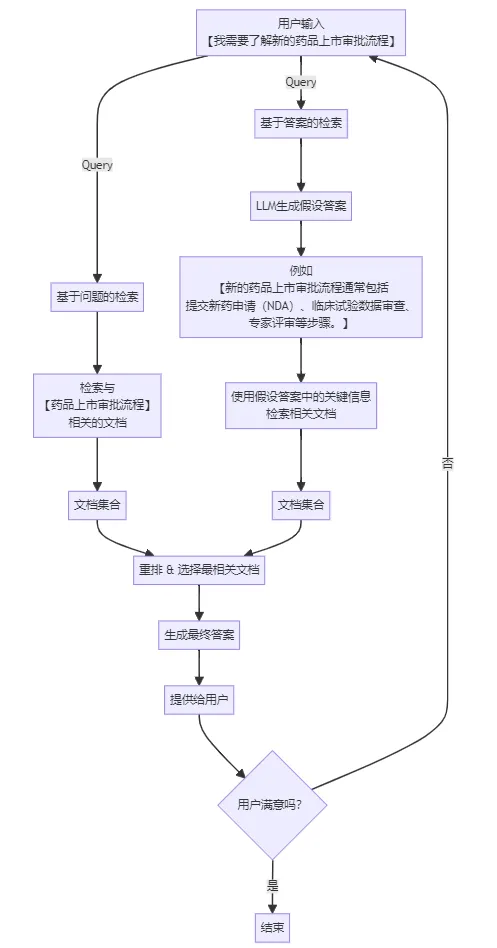 用户输入
【我需要了解新的药品上市审批流程】
Query
基于答案的检索
Query
LLM生成假设答案
例如
【新的药品上市审批流程通常包括
提交新药申请（NDA）、临床试验数据审查、
专家评审等步骤。】
基于问题的检索
检索与
【药品上市审批流程】
相关的文档
使用假设答案中的关键信息
检索相关文档
否
文档集合
文档集合
重排 & 选择最相关文档
生成最终答案
提供给用户
用户满意吗?
是
结束